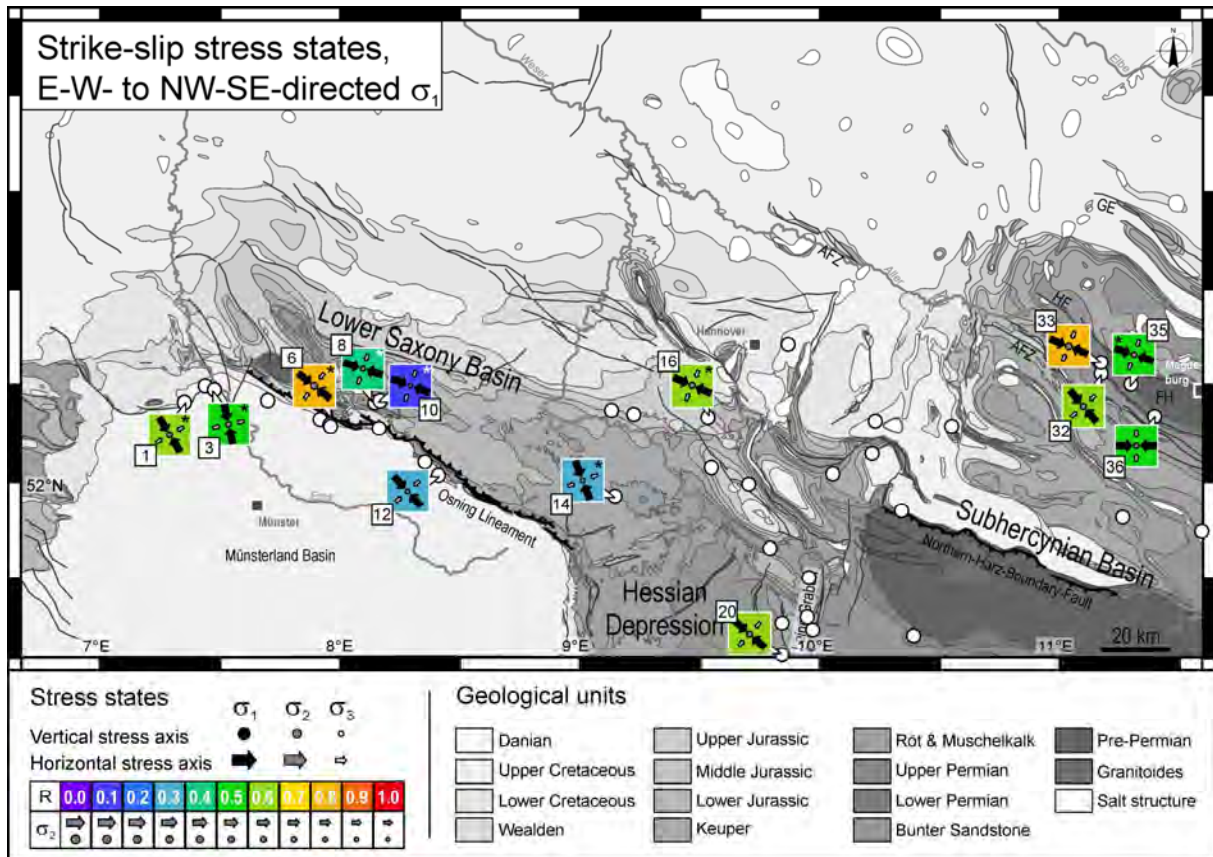 Strike-slip stress states,
E-W- to NW-SE-directed σ1
N
Weser
Elbe
GE
AFZ
Aller
HF
33
35
Lower Saxony Basin
Hannover
AFZ
Magde
burg
6
8
16
10
FH
32
1
3
36
52°N
12
14
Ems
Münster
Osning Lineament
Subhercynian Basin
Münsterland Basin
Northern-Harz-Boundary-Fault
Hessian
Depression
20
7°E
8°E
9°E
10°E
11°E
20 km
Stress states
σ1 σ2 σ3
Vertical stress axis
Horizontal stress axis
R 0.0 0.1 0.2 0.3 0.4 0.5 0.6 0.7 0.8 0.9 1.0
σ2
Geological units
Danian
Upper Cretaceous
Lower Cretaceous
Wealden
Upper Jurassic
Middle Jurassic
Lower Jurassic
Keuper
Röt & Muschelkalk
Upper Permian
Lower Permian
Bunter Sandstone
Pre-Permian
Granitoides
Salt structure